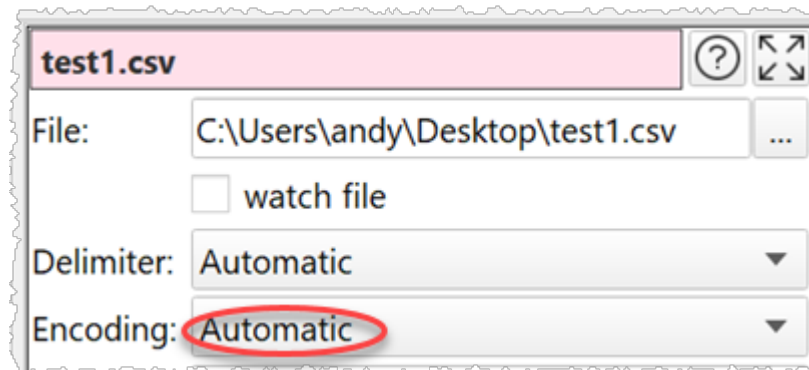 test1.csv ?
File: C:\Users\andy\Desktop\test1.csv ...
watch file
Delimiter: Automatic
Encoding: Automatic